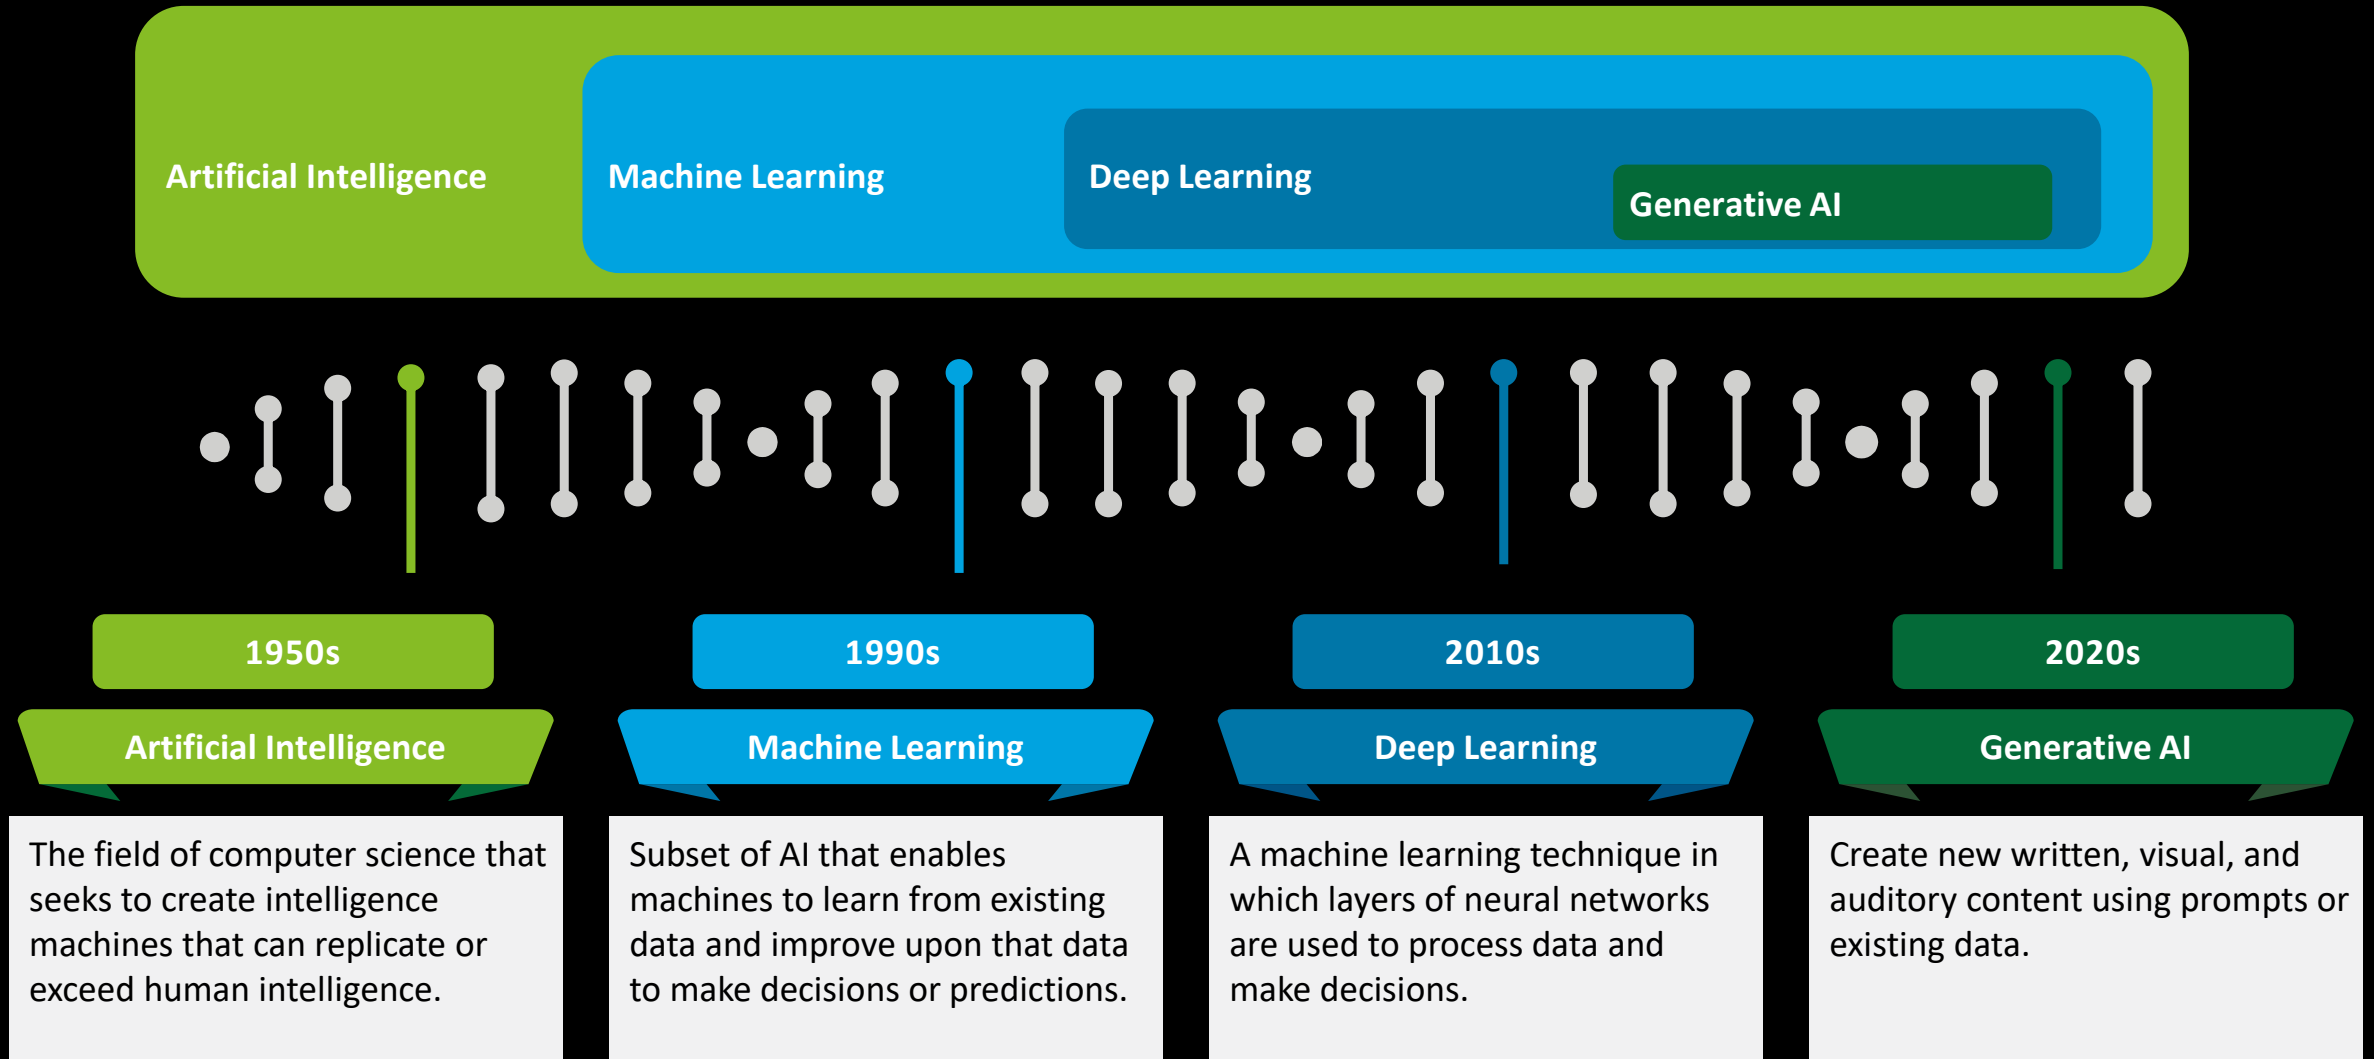 Artificial Intelligence
Machine Learning
Deep Learning
Generative AI
1950s
1990s
2010s
2020s
Artificial Intelligence
Machine Learning
Deep Learning
Generative AI
The field of computer science that
seeks to create intelligence
machines that can replicate or
exceed human intelligence.
Subset of AI that enables
machines to learn from existing
data and improve upon that data
to make decisions or predictions.
A machine learning technique in
which layers of neural networks
are used to process data and
make decisions.
Create new written, visual, and
auditory content using prompts or
existing data.